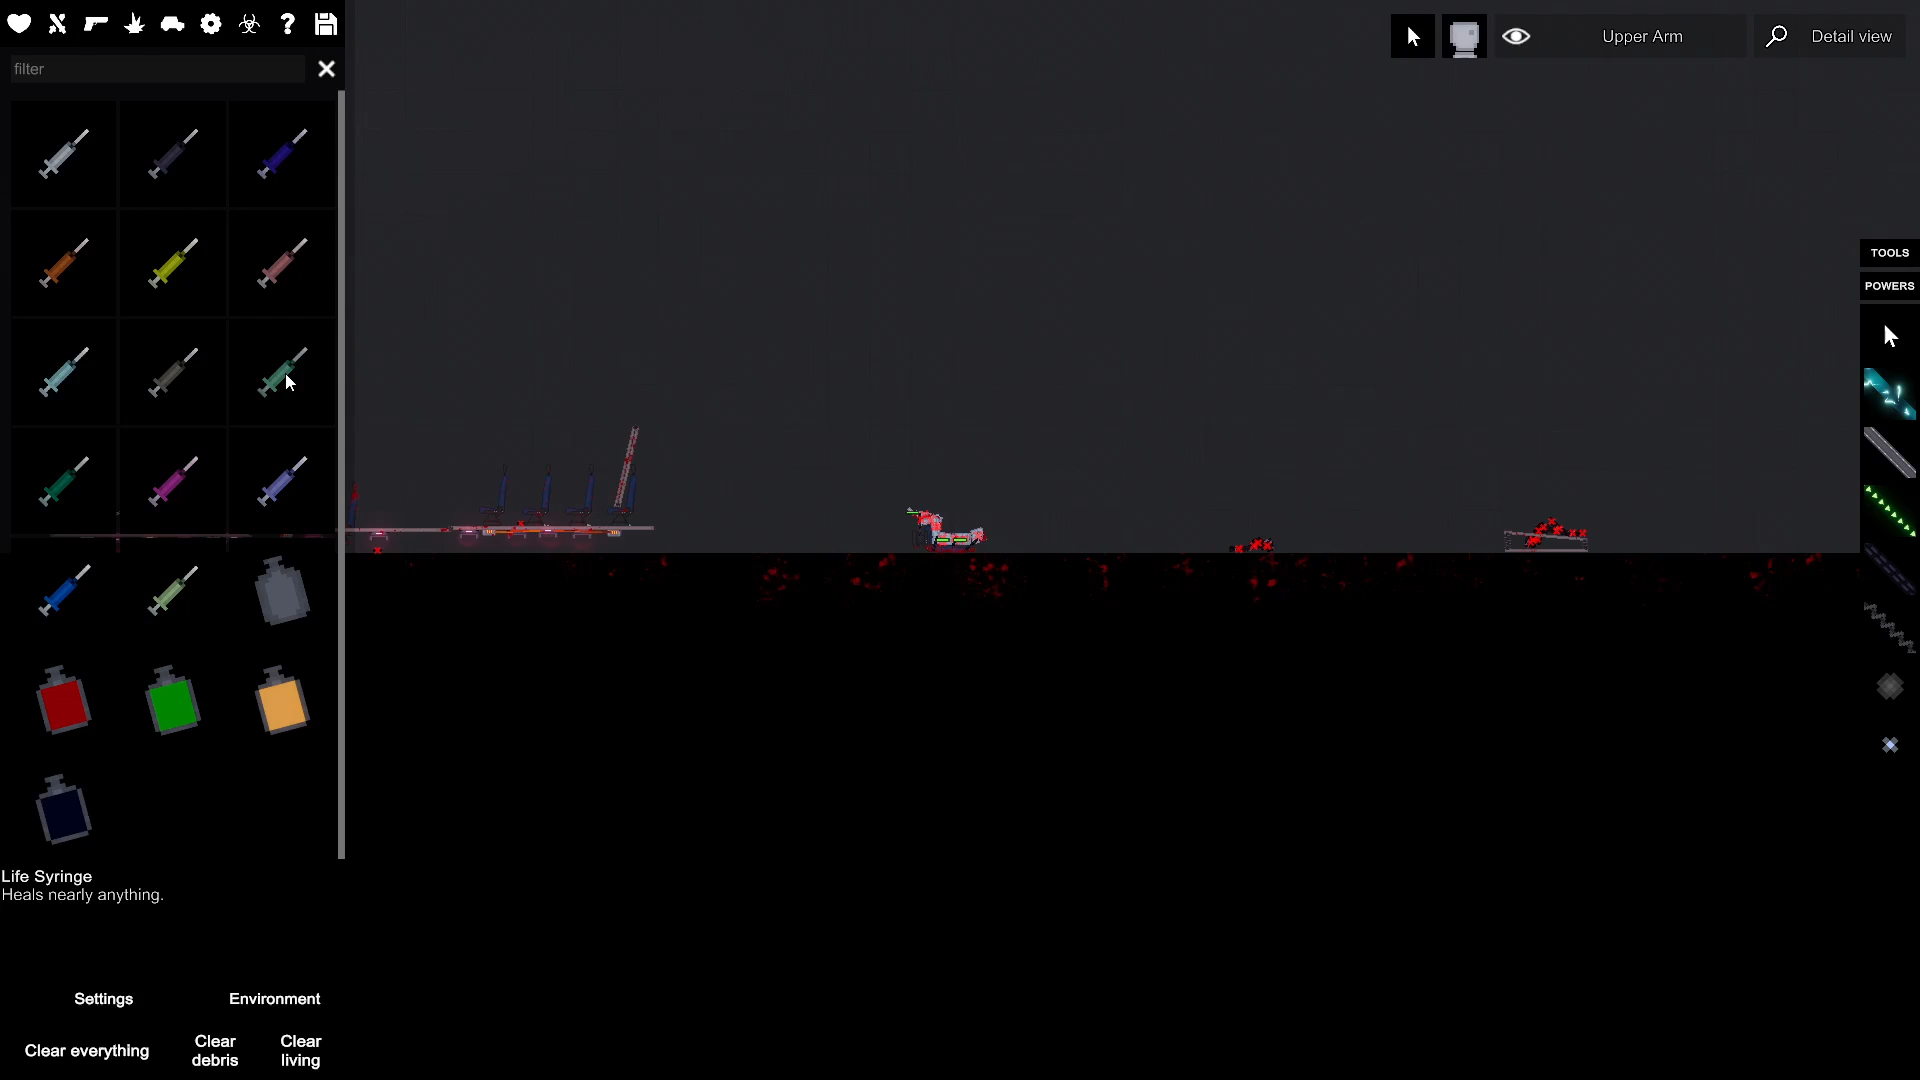 filter
Upper Arm
Detail view
TOOLS
POWERS
Life Syringe
Heals nearly anything.
Settings
Environment
Clear everything
Clear
debris
Clear
living